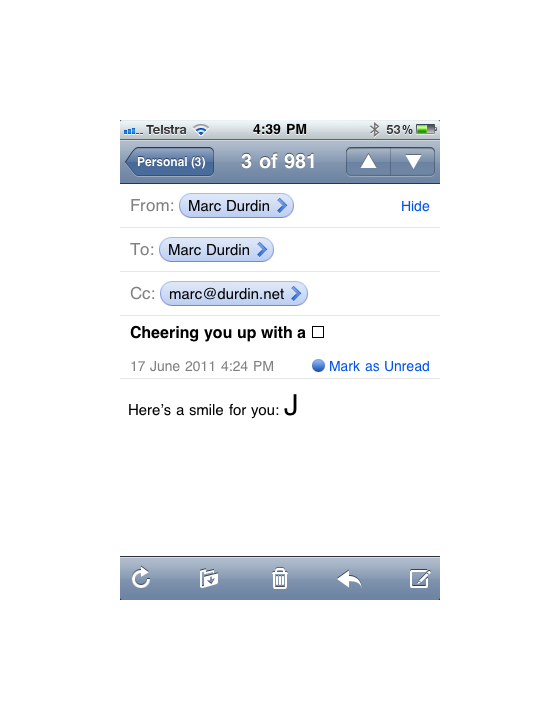 Telstra 4:39 PM 53%
Personal (3) 3 of 981
From: Marc Durdin Hide
To: Marc Durdin
Cc: marc@durdin.net
Cheering you up with a □
17 June 2011 4:24 PM Mark as Unread
Here's a smile for you: J